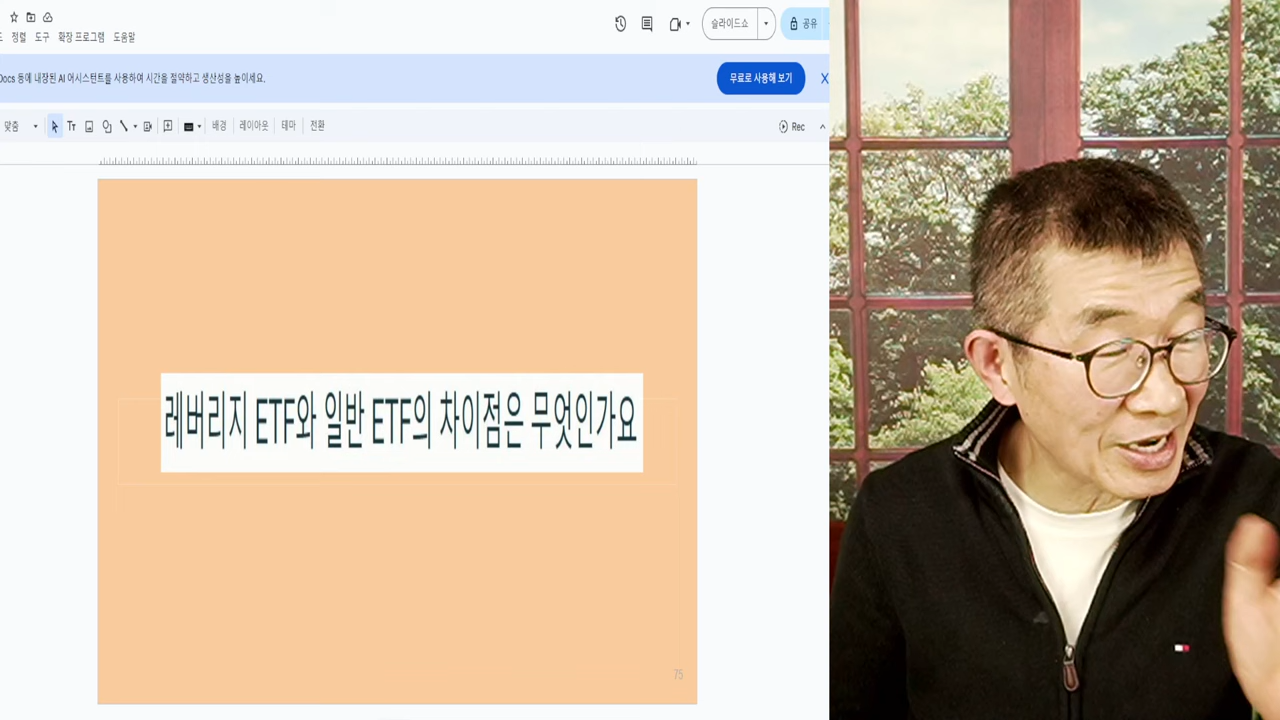 정렬 도구 확장 프로그램 도움말
슬라이드쇼
공유
Docs 등에 내장된 AI 어시스턴트를 사용하여 시간을 절약하고 생산성을 높이세요.
무료로 사용해 보기
맞춤
배경
레이아웃
테마
전환
Rec
레버리지 ETF와 일반 ETF의 차이점은 무엇인가요
75